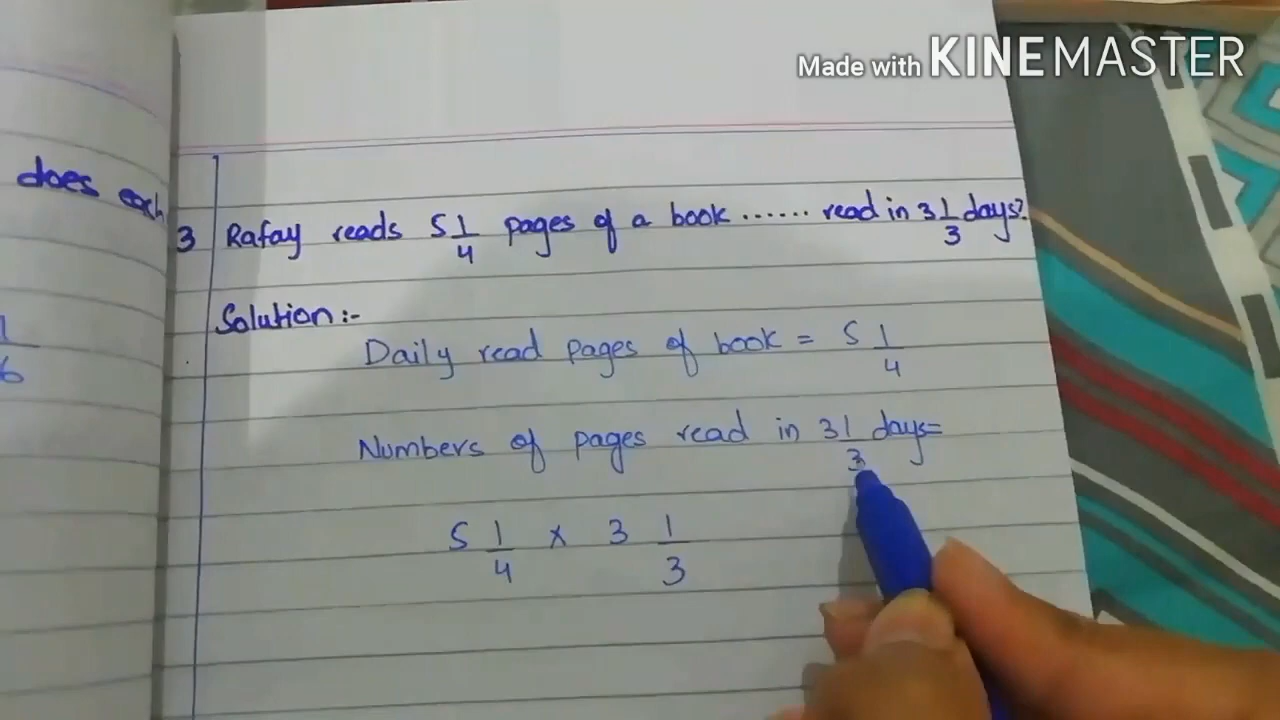 Made with KINEMASTER
does each
3 Rafay reads 5 1/4 pages of a book ...... read in 3 1/3 days?
Solution:-
Daily read pages of book = 5 1/4
1/6
Numbers of pages read in 3 1/3 days=
5 1/4 x 3 1/3